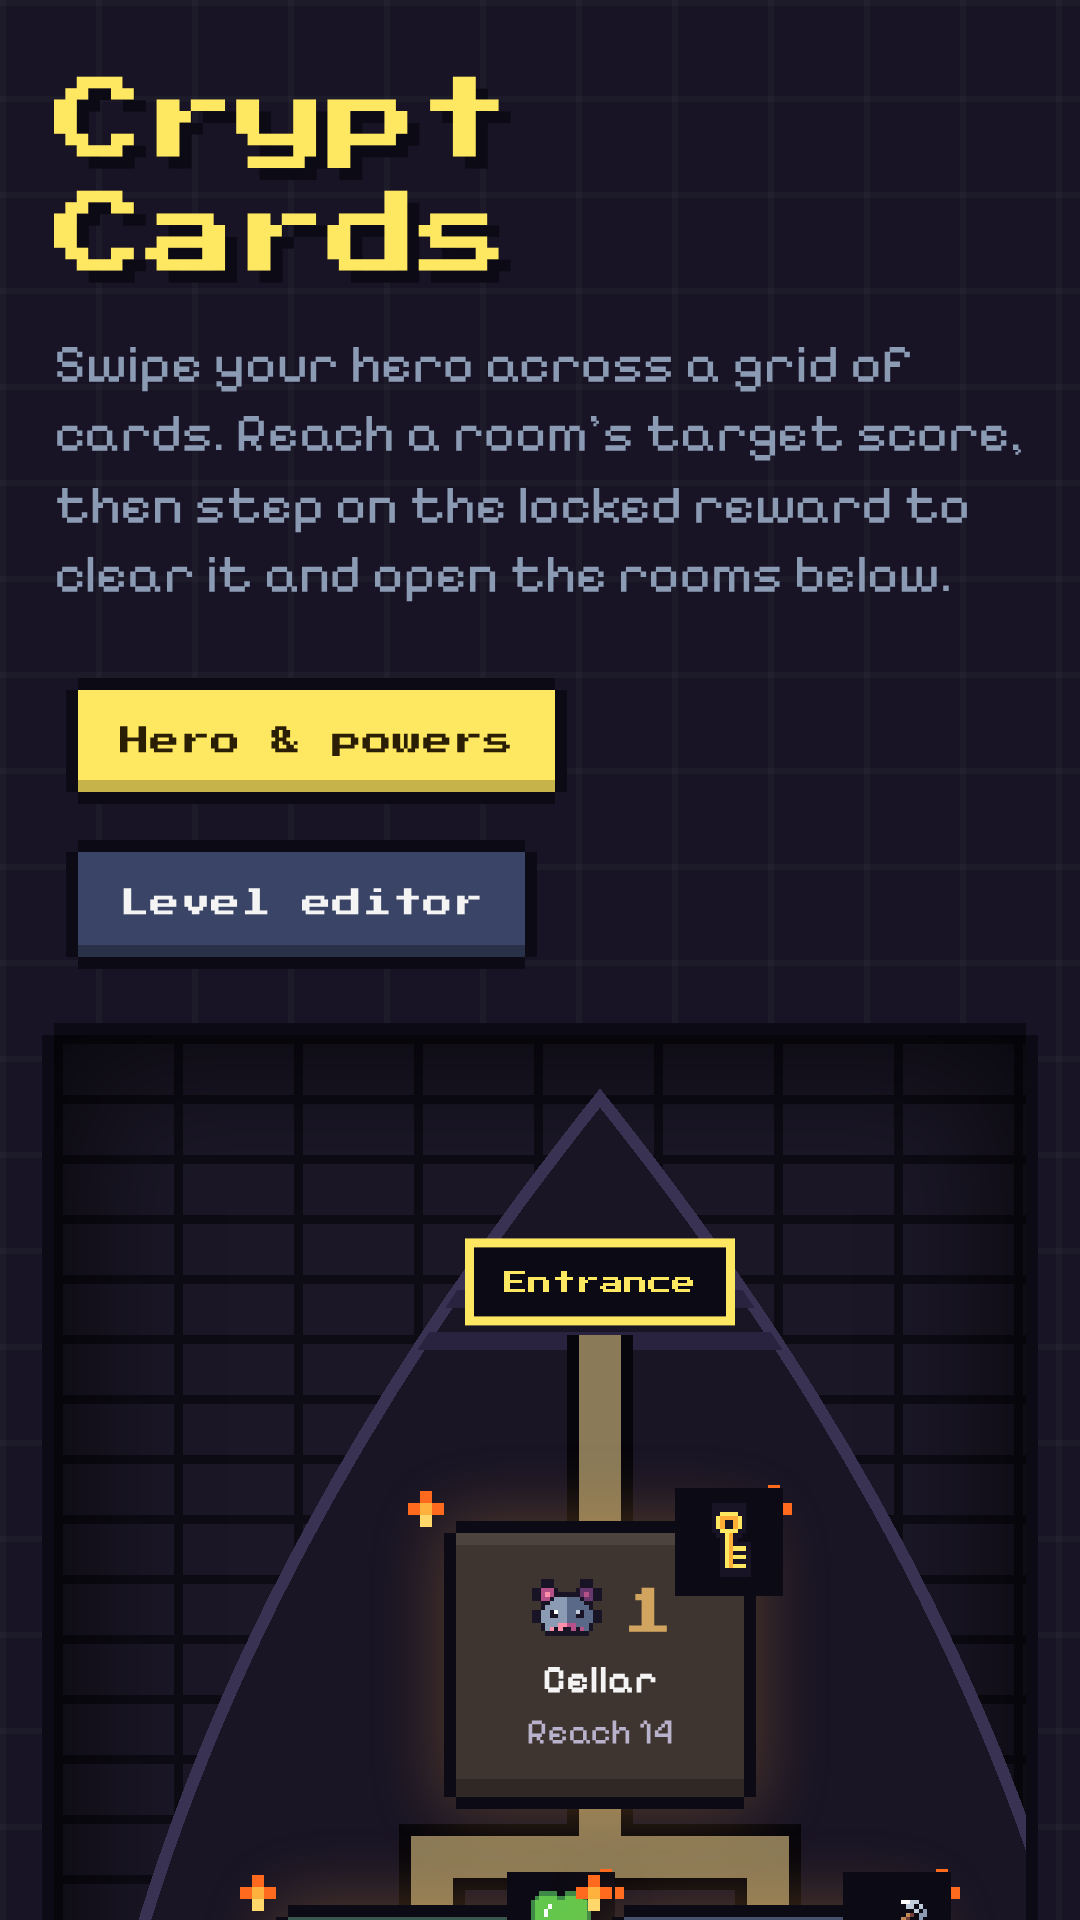 Crypt
Cards
Swipe your hero across a grid of
cards. Reach a room's target score,
then step on the locked reward to
clear it and open the rooms below.
Hero & powers
Level editor
Entrance
1
Cellar
Reach 14